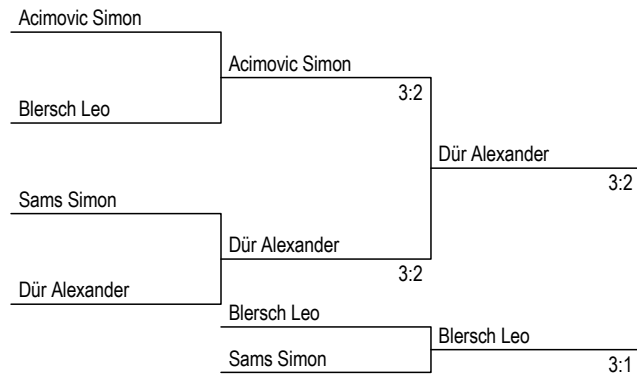 Acimovic Simon
Acimovic Simon
3:2
Blersch Leo
Dür Alexander
3:2
Sams Simon
Dür Alexander
3:2
Dür Alexander
Blersch Leo
Blersch Leo
3:1
Sams Simon